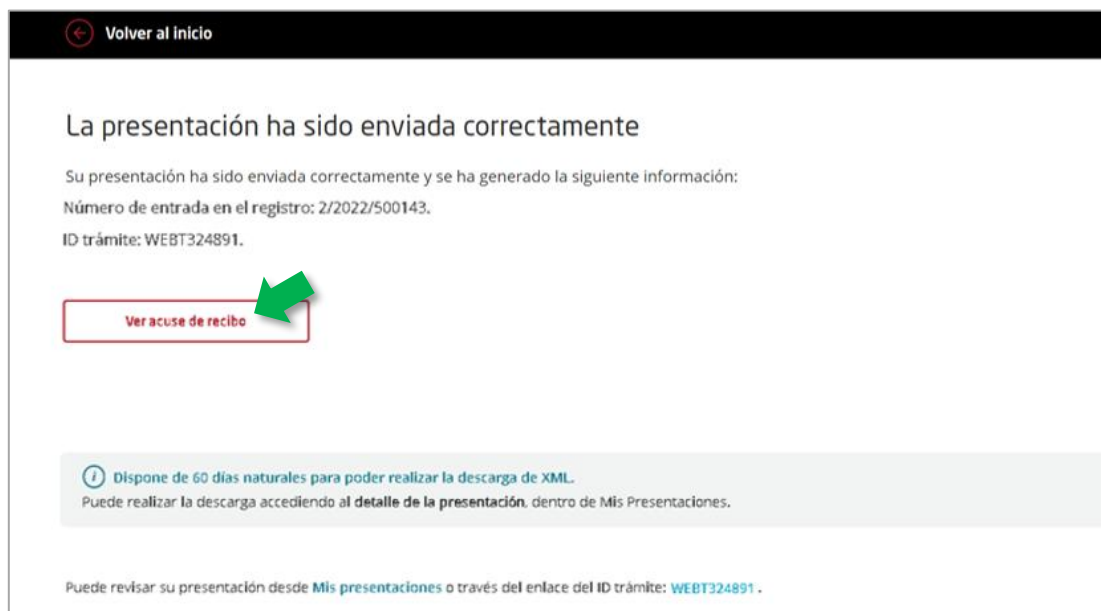 Volver al inicio
La presentación ha sido enviada correctamente
Su presentación ha sido enviada correctamente y se ha generado la siguiente información:
Número de entrada en el registro: 2/2022/500143.
ID trámite: WEBT324891.
Ver acuse de recibo
Dispone de 60 días naturales para poder realizar la descarga de XML.
Puede realizar la descarga accediendo al detalle de la presentación, dentro de Mis Presentaciones.
Puede revisar su presentación desde Mis presentaciones o través del enlace del ID trámite: WEBT324891.